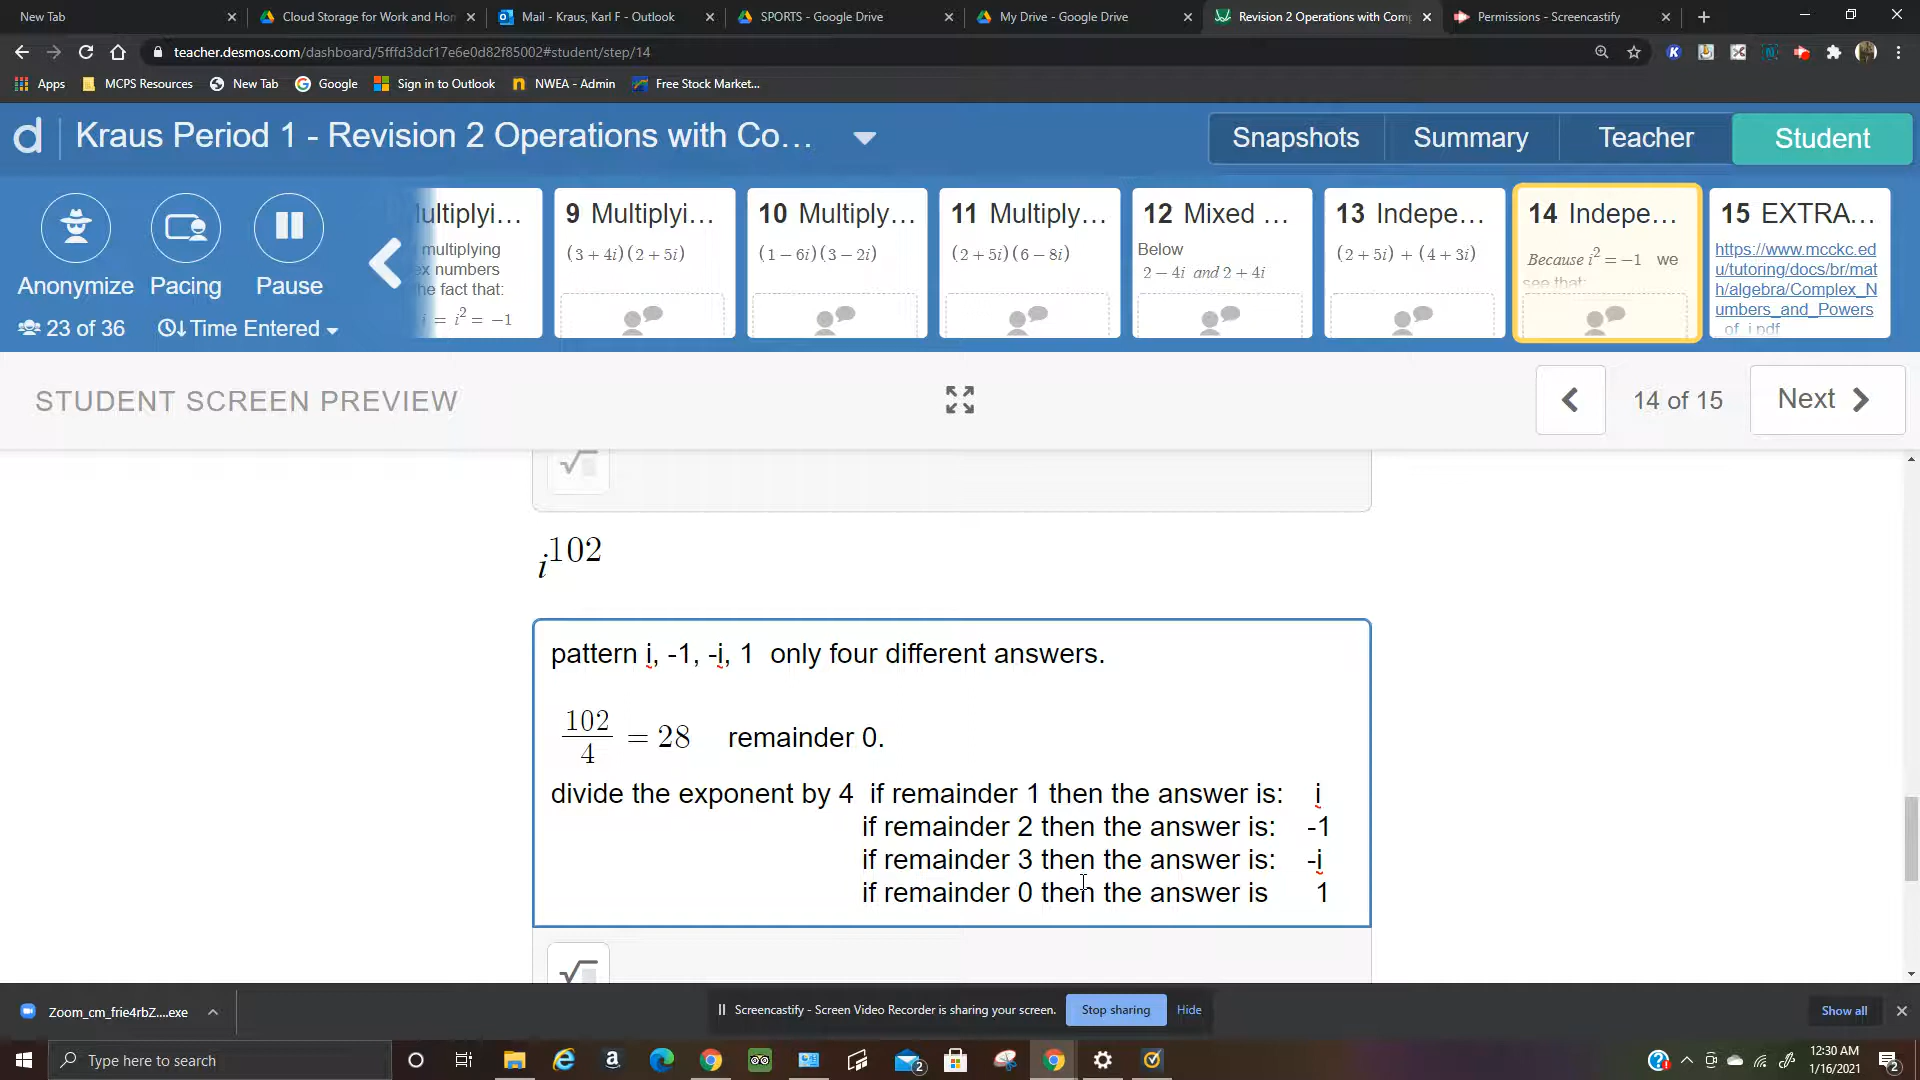 New Tab
Cloud Storage for Work and Hom
Mail - Kraus, Karl F - Outlook
SPORTS - Google Drive
My Drive - Google Drive
Revision 2 Operations with Comp
Permissions - Screencastify
teacher.desmos.com/dashboard/5fffd3dcf17e6e0d82f85002#student/step/14
Apps
MCPS Resources
New Tab
Google
Sign in to Outlook
NWEA - Admin
Free Stock Market...
d
Kraus Period 1 - Revision 2 Operations with Co...
Snapshots
Summary
Teacher
Student
Anonymize
Pacing
Pause
23 of 36
Time Entered
ultiplyi...
multiplying
ex numbers
he fact that:
i = i² = −1
9 Multiplyi...
(3 + 4i)(2 + 5i)
10 Multiply...
(1 − 6i)(3 − 2i)
11 Multiply...
(2 + 5i)(6 − 8i)
12 Mixed ...
Below
2 − 4i and 2 + 4i
13 Indepe...
(2 + 5i) + (4 + 3i)
14 Indepe...
Because i² = −1 we
see that:
15 EXTRA...
https://www.mcckc.ed
u/tutoring/docs/br/mat
h/algebra/Complex_N
umbers_and_Powers
_of_i.pdf
STUDENT SCREEN PREVIEW
14 of 15
Next
i¹⁰²
pattern i, -1, -i, 1 only four different answers.
102/4 = 28 remainder 0.
divide the exponent by 4 if remainder 1 then the answer is: i
if remainder 2 then the answer is: -1
if remainder 3 then the answer is: -i
if remainder 0 then the answer is 1
Zoom_cm_frie4rbZ....exe
Screencastify - Screen Video Recorder is sharing your screen.
Stop sharing
Hide
Show all
Type here to search
12:30 AM
1/16/2021